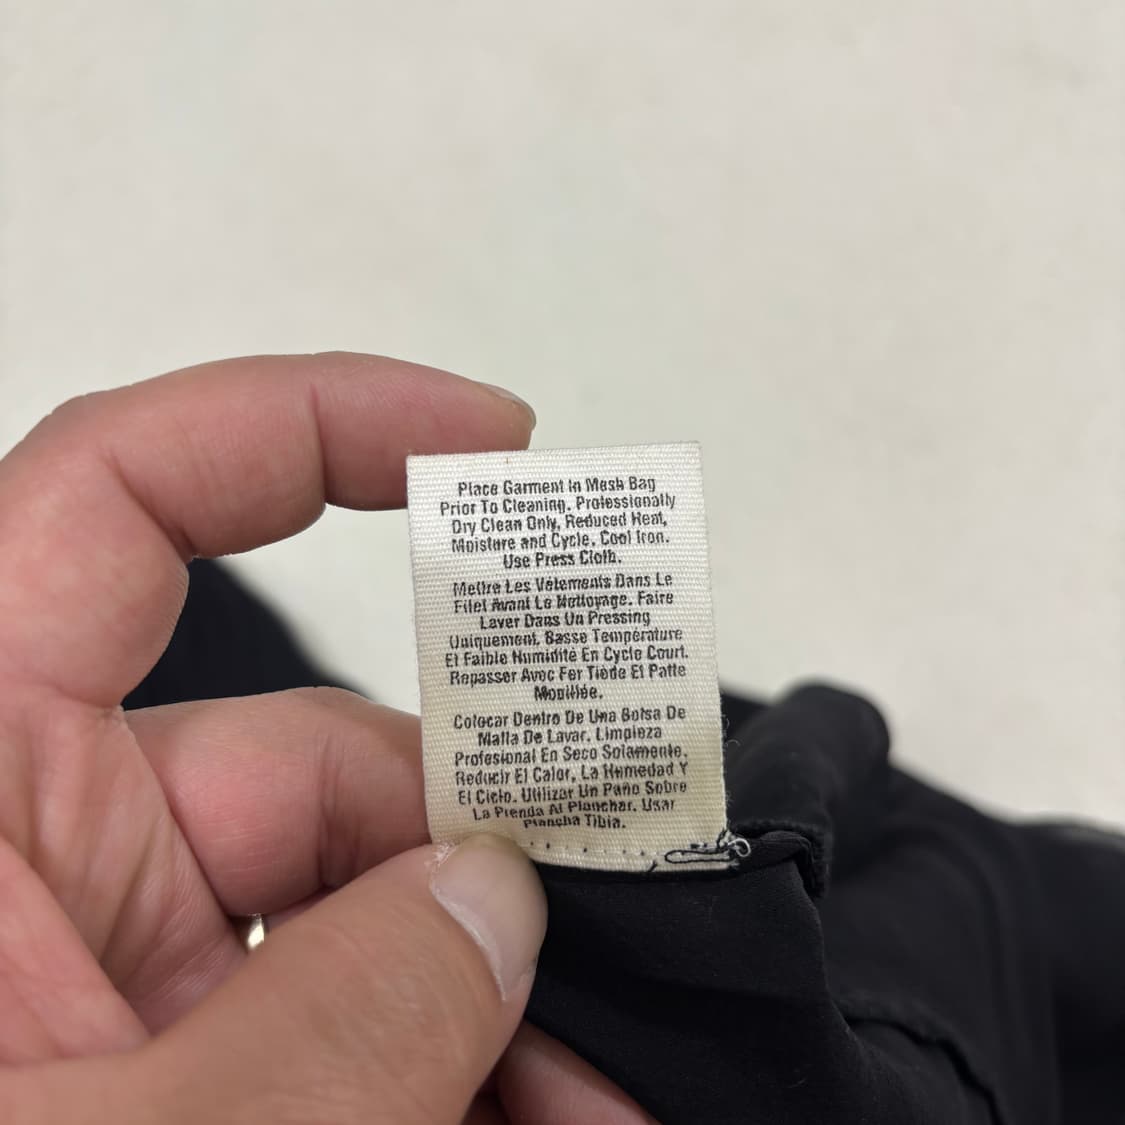 Place Garment In Mesh Bag
Prior To Cleaning. Professionally
Dry Clean Only, Reduced Heat,
Moisture and Cycle. Cool Iron.
Use Press Cloth.
Mettre Les Vêtements Dans Le
Filet Avant Le Nettoyage. Faire
Laver Dans Un Pressing
Uniquement. Basse Température
Et Faible Humidité En Cycle Court.
Repasser Avec Fer Tiède Et Patte
Mouillée.
Colocar Dentro De Una Bolsa De
Malla De Lavar. Limpieza
Profesional En Seco Solamente.
Reducir El Calor, La Humedad Y
El Ciclo. Utilizar Un Paño Sobre
La Prenda Al Planchar. Usar
Plancha Tibia.